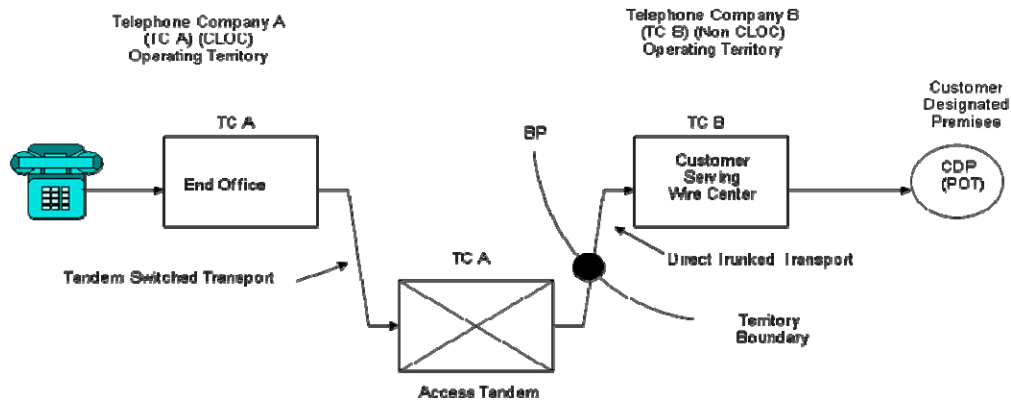 Telephone Company A
(TC A) (CLOC)
Operating Territory
Telephone Company B
(TC B) (Non CLOC)
Operating Territory
Customer
Designated
Premises
TC A
End Office
BP
TC B
Customer
Serving
Wire Center
CDP
(POT)
Tandem Switched Transport
TC A
Direct Trunked Transport
Territory
Boundary
Access Tandem